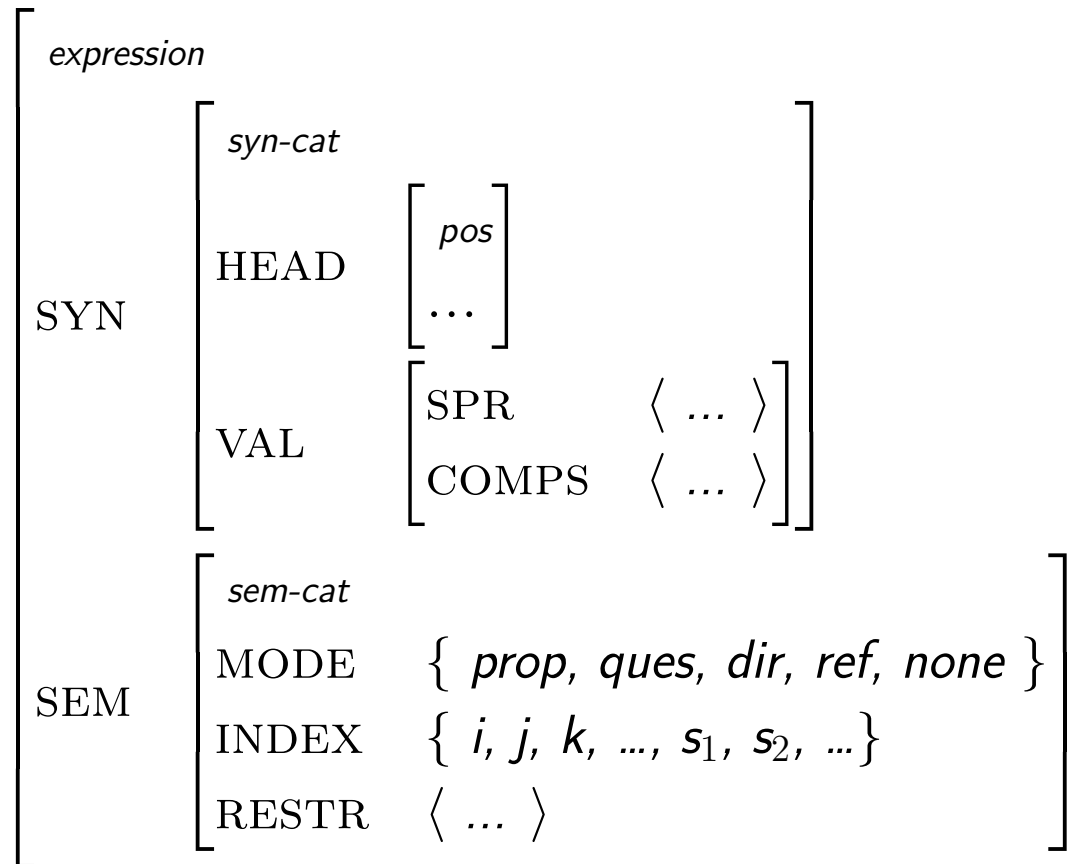 expression
syn-cat
HEAD
pos
...
SYN
VAL
SPR ⟨ ... ⟩
COMPS ⟨ ... ⟩
sem-cat
MODE { prop, ques, dir, ref, none }
SEM
INDEX { i, j, k, ..., s₁, s₂, ...}
RESTR ⟨ ... ⟩